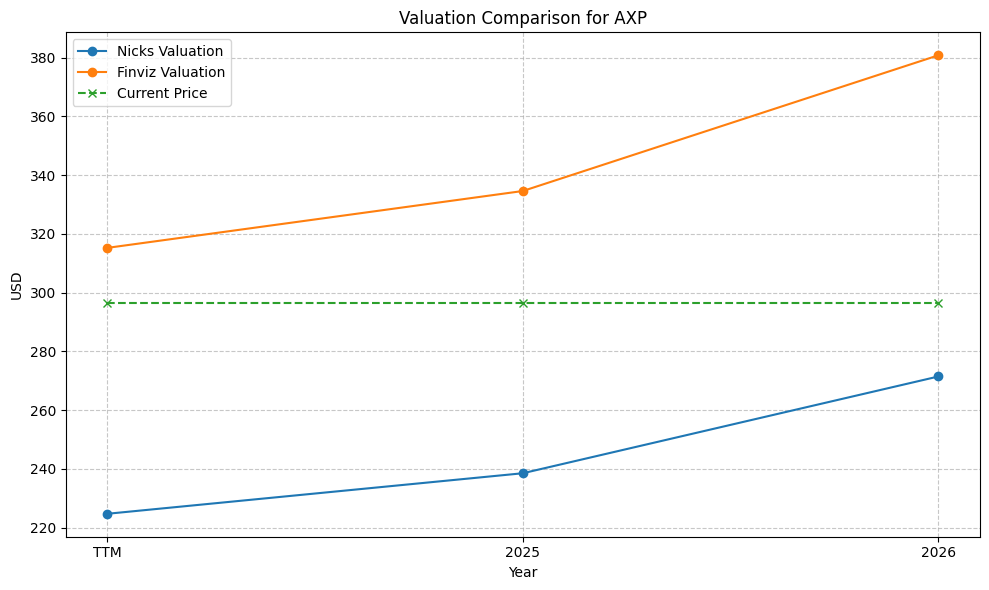 Valuation Comparison for AXP
Nicks Valuation
Finviz Valuation
Current Price
USD
380
360
340
320
300
280
260
240
220
TTM
2025
2026
Year